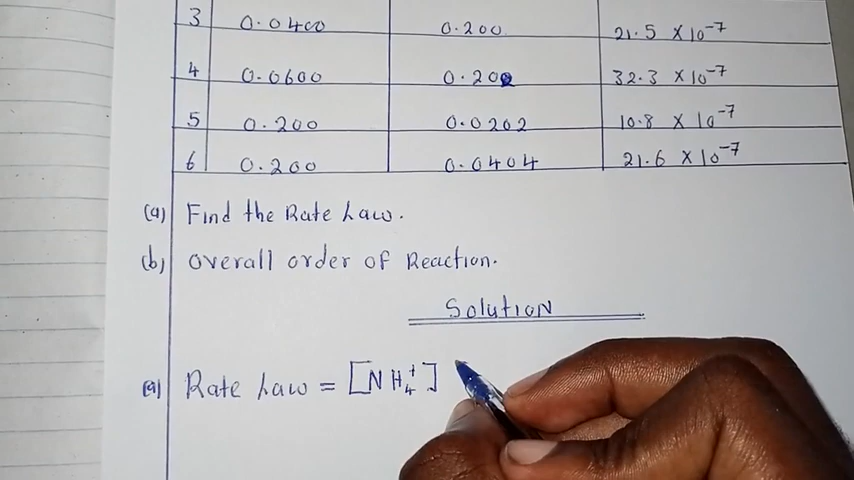 3 0.0400 0.200 21.5 × 10⁻⁷
4 0.0600 0.200 32.3 × 10⁻⁷
5 0.200 0.0202 10.8 × 10⁻⁷
6 0.200 0.0404 21.6 × 10⁻⁷
(a) Find the Rate Law.
(b) Overall order of Reaction.
Solution
(a) Rate Law = [NH₄⁺]